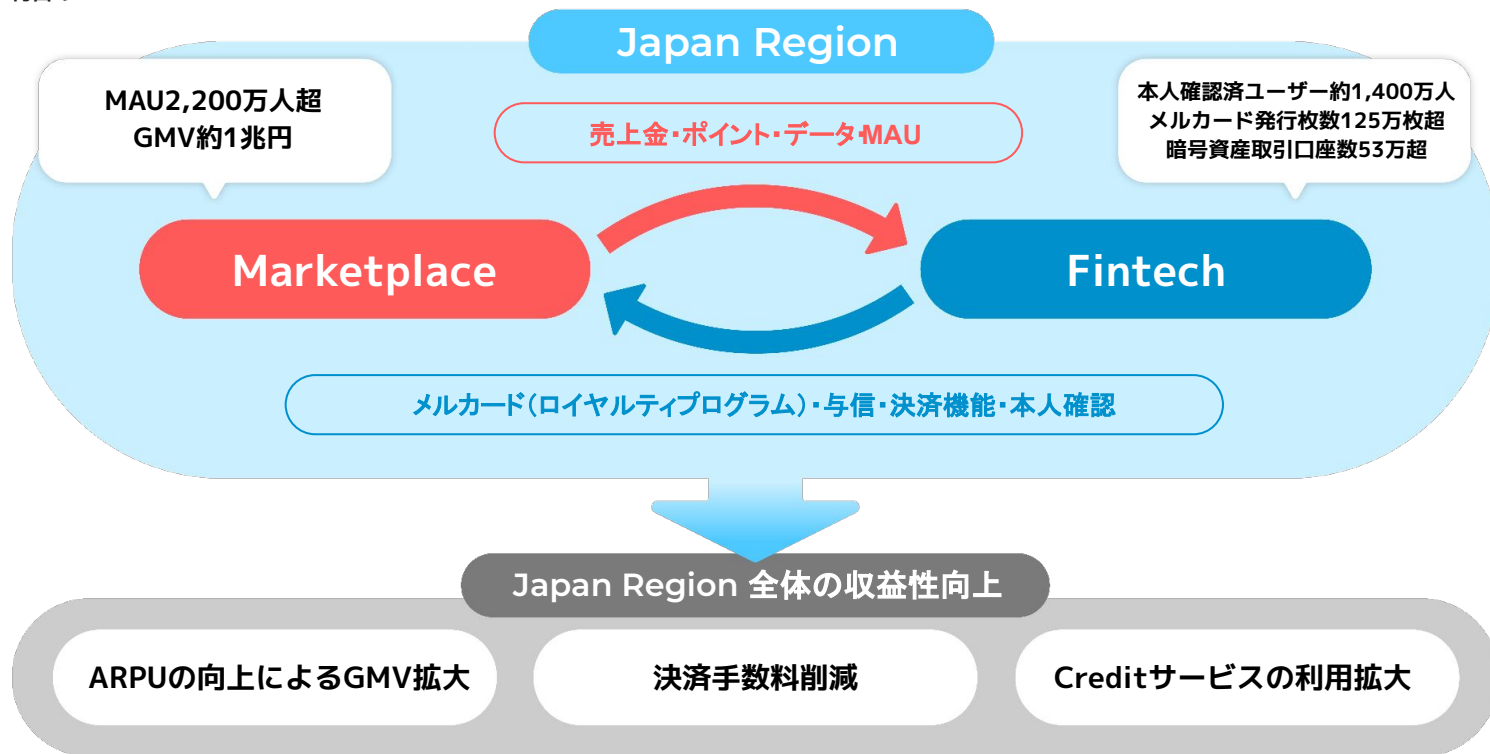 Japan Region
MAU2,200万人超
GMV約1兆円
本人確認済ユーザー約1,400万人
メルカード発行枚数125万枚超
暗号資産取引口座数53万超
売上金・ポイント・データ・MAU
Marketplace
Fintech
メルカード(ロイヤルティプログラム)・与信・決済機能・本人確認
Japan Region 全体の収益性向上
ARPUの向上によるGMV拡大
決済手数料削減
Creditサービスの利用拡大